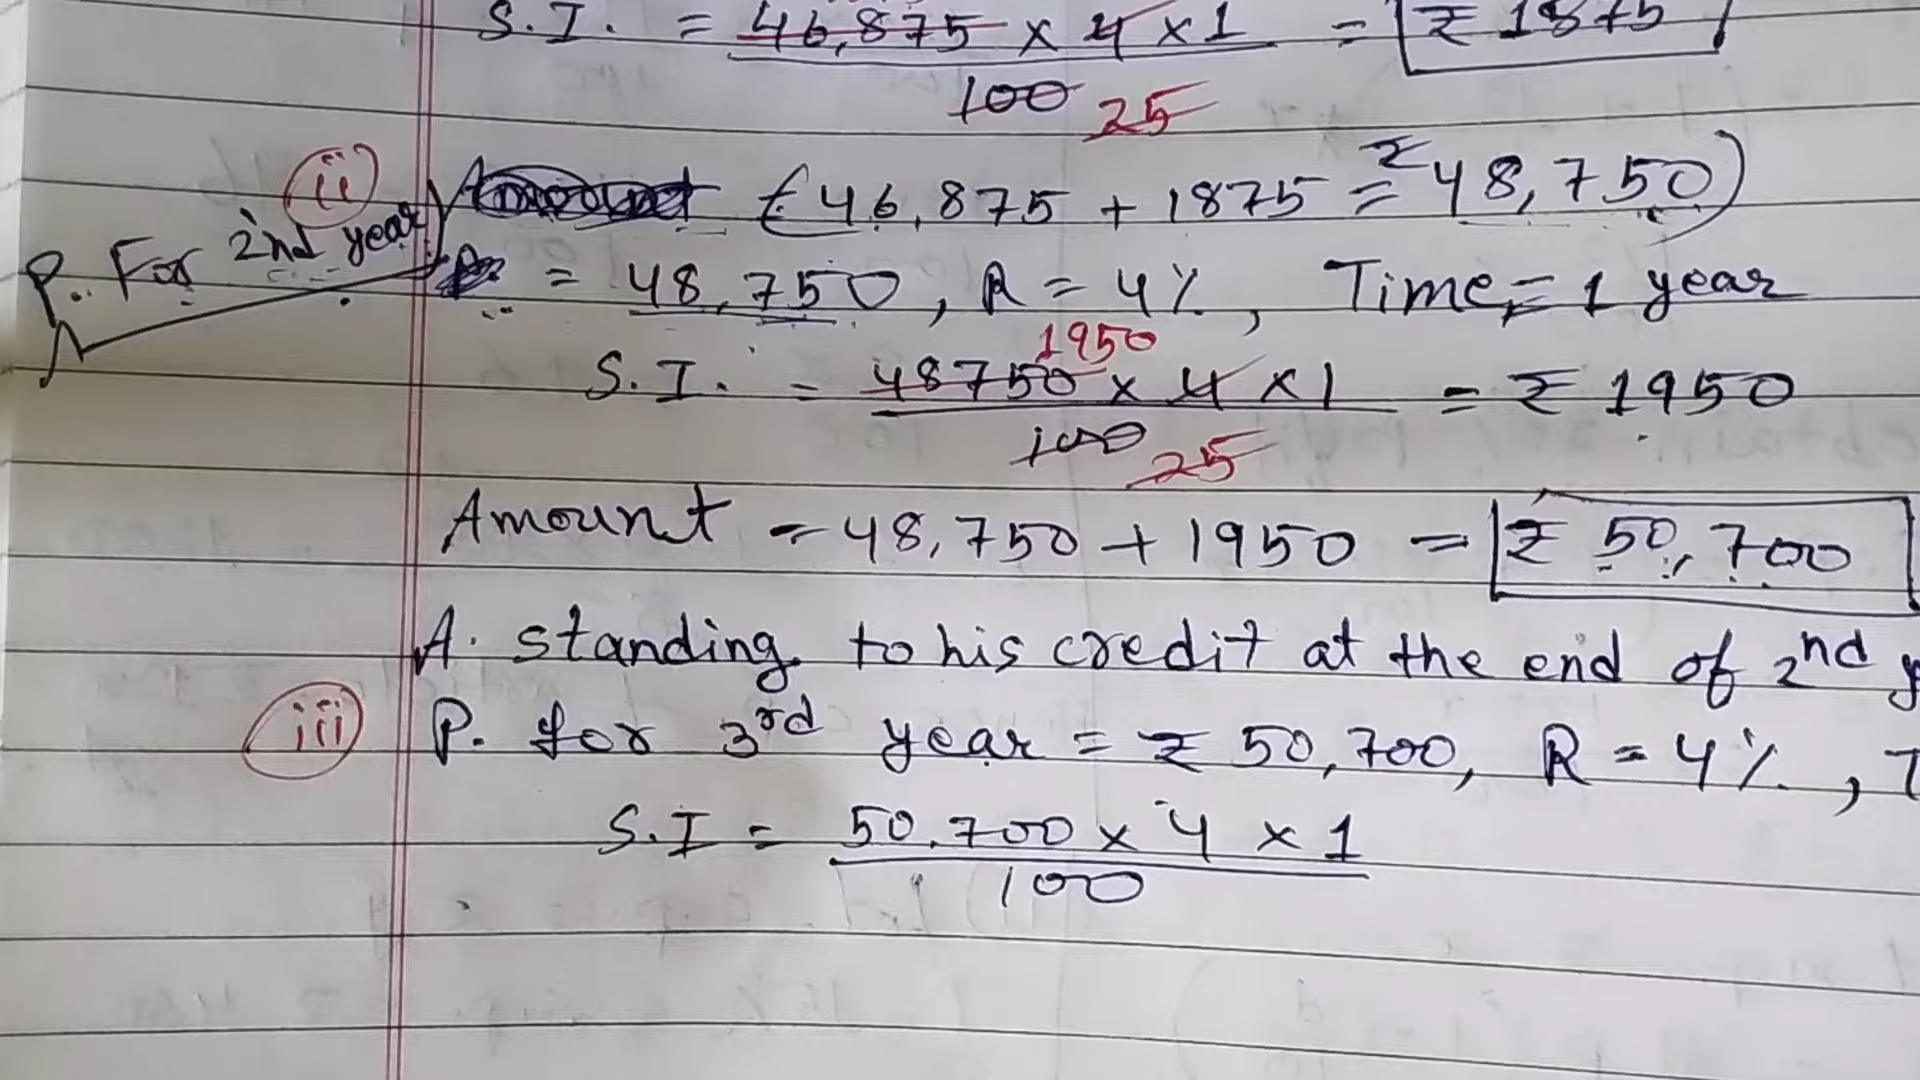 S.I. = 46,875 x 4 x 1 = ₹ 1875
100 25
ii (46,875 + 1875 = ₹48,750)
P. For 2nd year = 48,750, R = 4%, Time = 1 year
1950
S.I. = 48750 x 4 x 1 = ₹ 1950
100 25
Amount = 48,750 + 1950 = ₹ 50,700
A. standing to his credit at the end of 2nd
iii P. for 3rd year = ₹ 50,700, R = 4%, T
S.I = 50,700 x 4 x 1
100